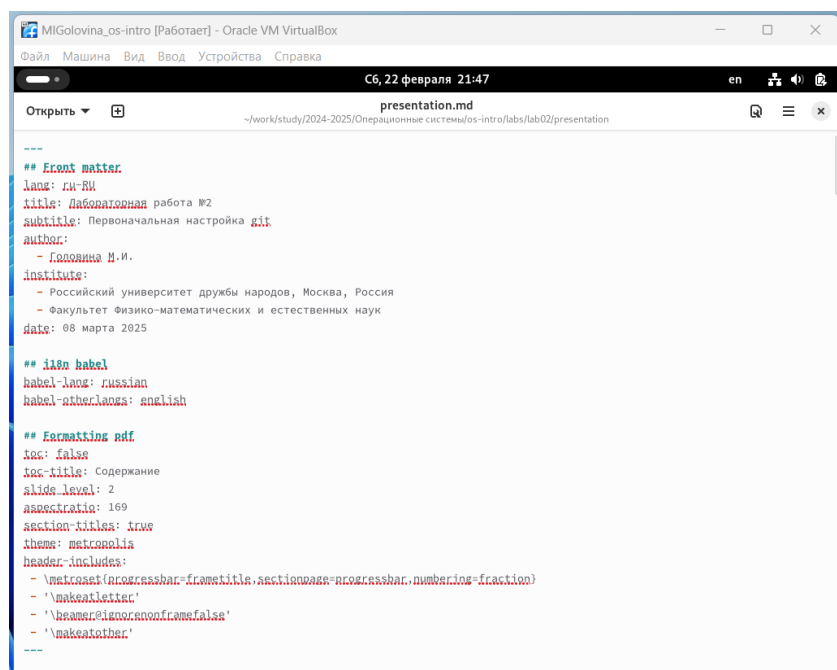 MIGolovina_os-intro [Работает] - Oracle VM VirtualBox
Файл Машина Вид Ввод Устройства Справка
Сб, 22 февраля 21:47
en
Открыть
presentation.md
~/work/study/2024-2025/Операционные системы/os-intro/labs/lab02/presentation
---
## Front matter
lang: ru-RU
title: Лабораторная работа №2
subtitle: Первоначальная настройка git
author:
- Головина М.И.
institute:
- Российский университет дружбы народов, Москва, Россия
- Факультет Физико-математических и естественных наук
date: 08 марта 2025
## i18n babel
babel-lang: russian
babel-otherlangs: english
## Formatting pdf
toc: false
toc-title: Содержание
slide_level: 2
aspectratio: 169
section-titles: true
theme: metropolis
header-includes:
- \metroset{progressbar=frametitle,sectionpage=progressbar,numbering=fraction}
- '\makeatletter'
- '\beamer@ignorenonframefalse'
- '\makeatother'
---